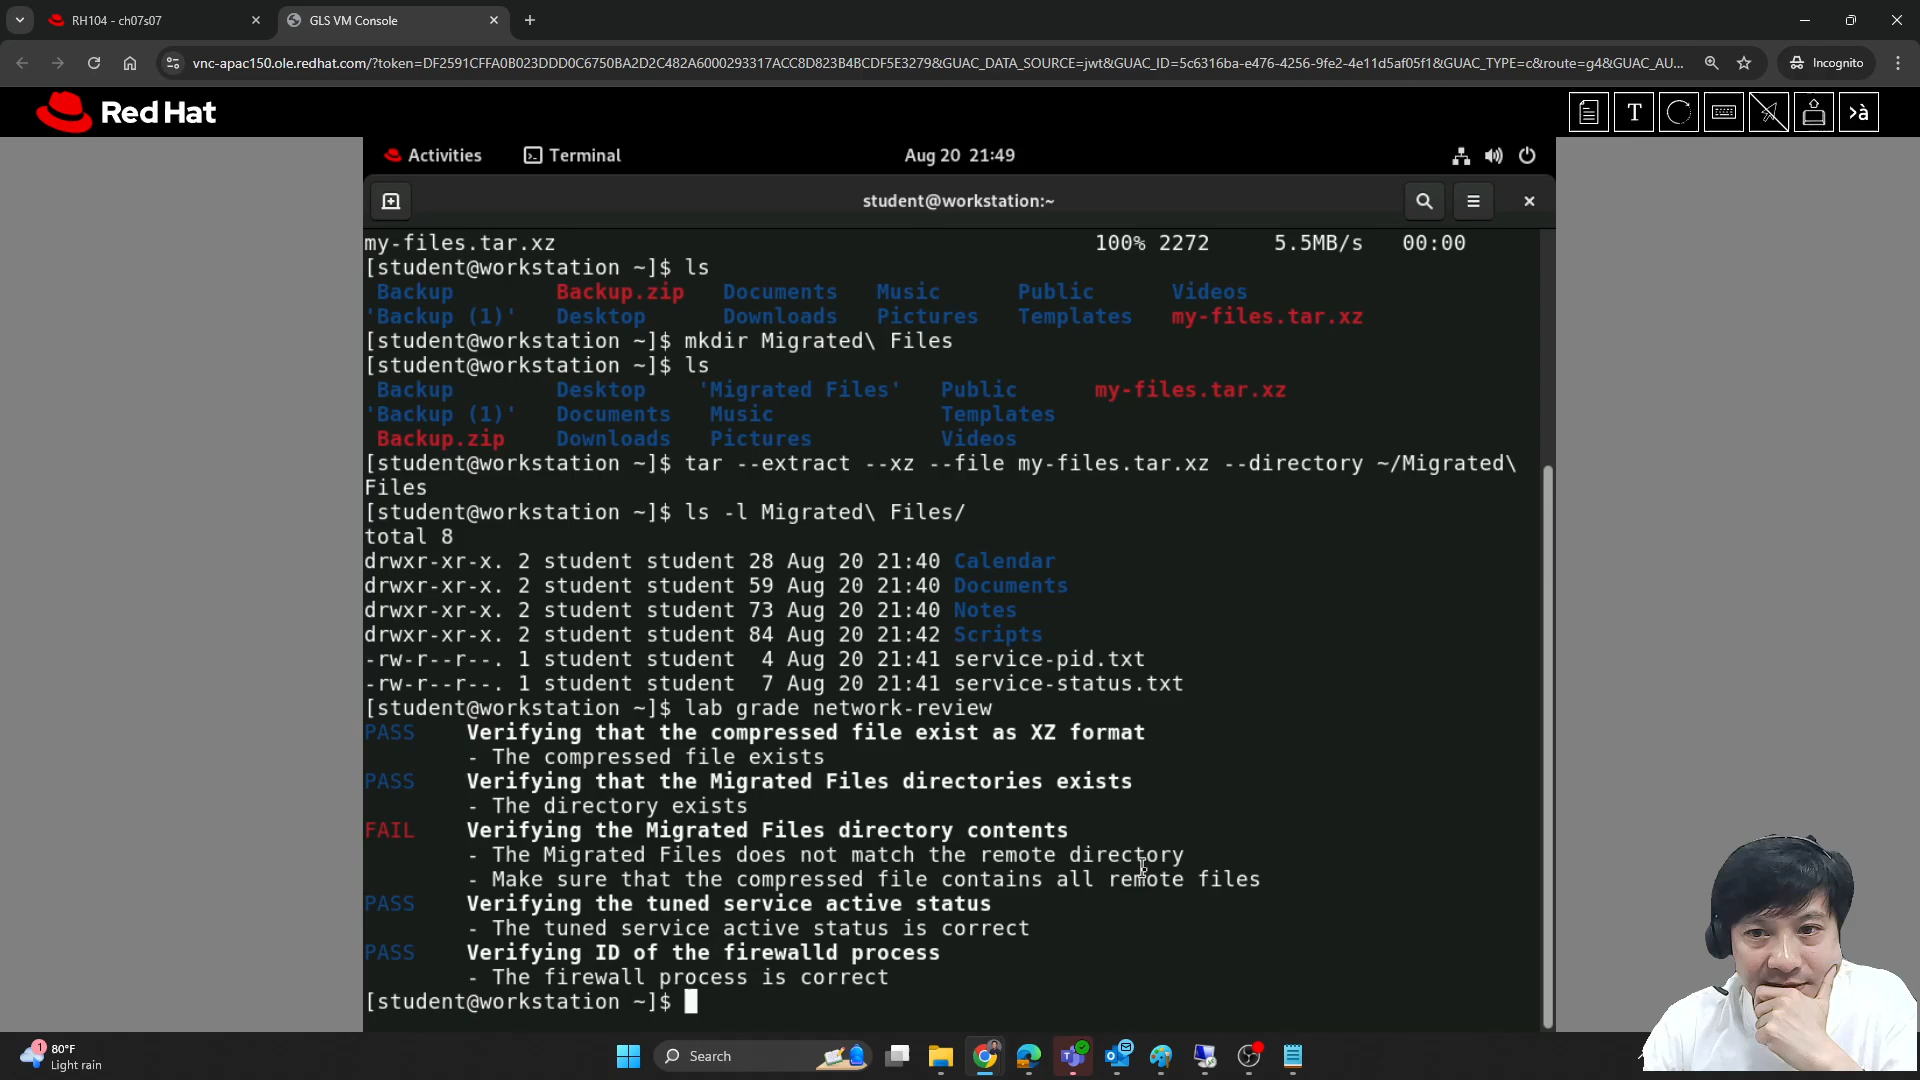 RH104 - ch07s07
GLS VM Console
vnc-apac150.ole.redhat.com/?token=DF2591CFFA0B023DDD0C6750BA2D2C482A6000293317ACC8D823B4BCDF5E3279&GUAC_DATA_SOURCE=jwt&GUAC_ID=5c6316ba-e476-4256-9fe2-4e11d5af05f1&GUAC_TYPE=c&route=g4&GUAC_AU...
Incognito
Red Hat
T
>à
Activities
Terminal
Aug 20 21:49
student@workstation:~
my-files.tar.xz 100% 2272 5.5MB/s 00:00
[student@workstation ~]$ ls
Backup Backup.zip Documents Music Public Videos
'Backup (1)' Desktop Downloads Pictures Templates my-files.tar.xz
[student@workstation ~]$ mkdir Migrated\ Files
[student@workstation ~]$ ls
Backup Desktop 'Migrated Files' Public my-files.tar.xz
'Backup (1)' Documents Music Templates
Backup.zip Downloads Pictures Videos
[student@workstation ~]$ tar --extract --xz --file my-files.tar.xz --directory ~/Migrated\
Files
[student@workstation ~]$ ls -l Migrated\ Files/
total 8
drwxr-xr-x. 2 student student 28 Aug 20 21:40 Calendar
drwxr-xr-x. 2 student student 59 Aug 20 21:40 Documents
drwxr-xr-x. 2 student student 73 Aug 20 21:40 Notes
drwxr-xr-x. 2 student student 84 Aug 20 21:42 Scripts
-rw-r--r--. 1 student student 4 Aug 20 21:41 service-pid.txt
-rw-r--r--. 1 student student 7 Aug 20 21:41 service-status.txt
[student@workstation ~]$ lab grade network-review
PASS Verifying that the compressed file exist as XZ format
- The compressed file exists
PASS Verifying that the Migrated Files directories exists
- The directory exists
FAIL Verifying the Migrated Files directory contents
- The Migrated Files does not match the remote directory
- Make sure that the compressed file contains all remote files
PASS Verifying the tuned service active status
- The tuned service active status is correct
PASS Verifying ID of the firewalld process
- The firewall process is correct
[student@workstation ~]$
1
80°F
Light rain
Search